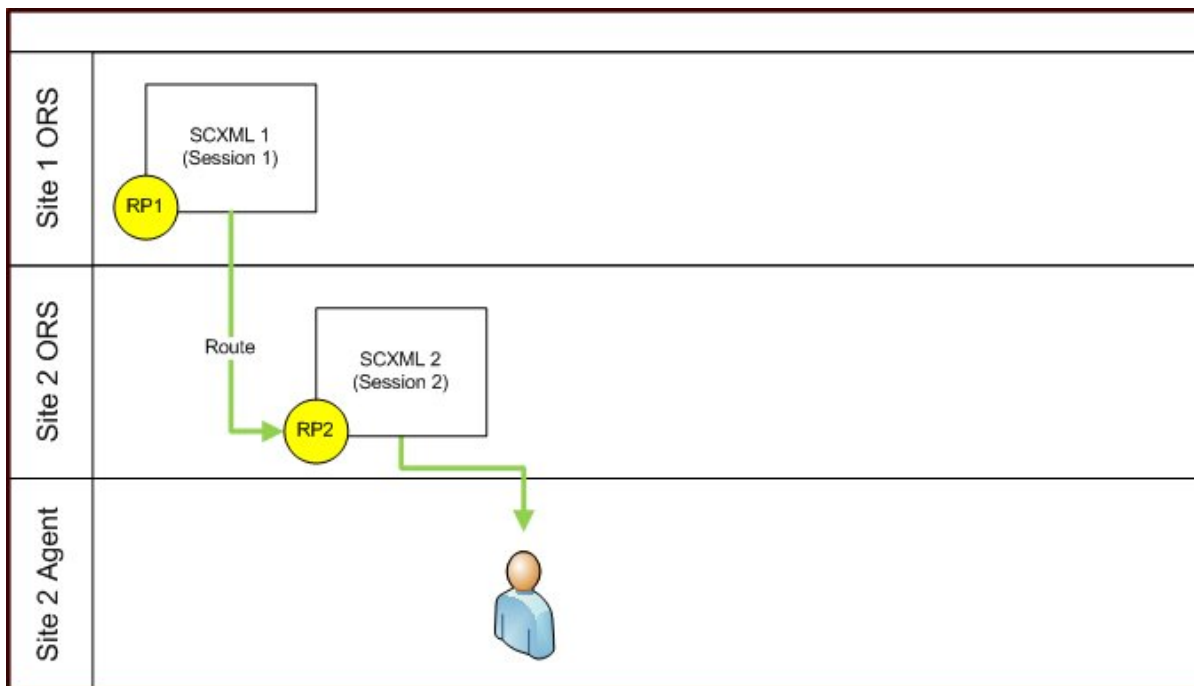 Site 1 ORS
SCXML 1
(Session 1)
RP1
Site 2 ORS
Route
SCXML 2
(Session 2)
RP2
Site 2 Agent